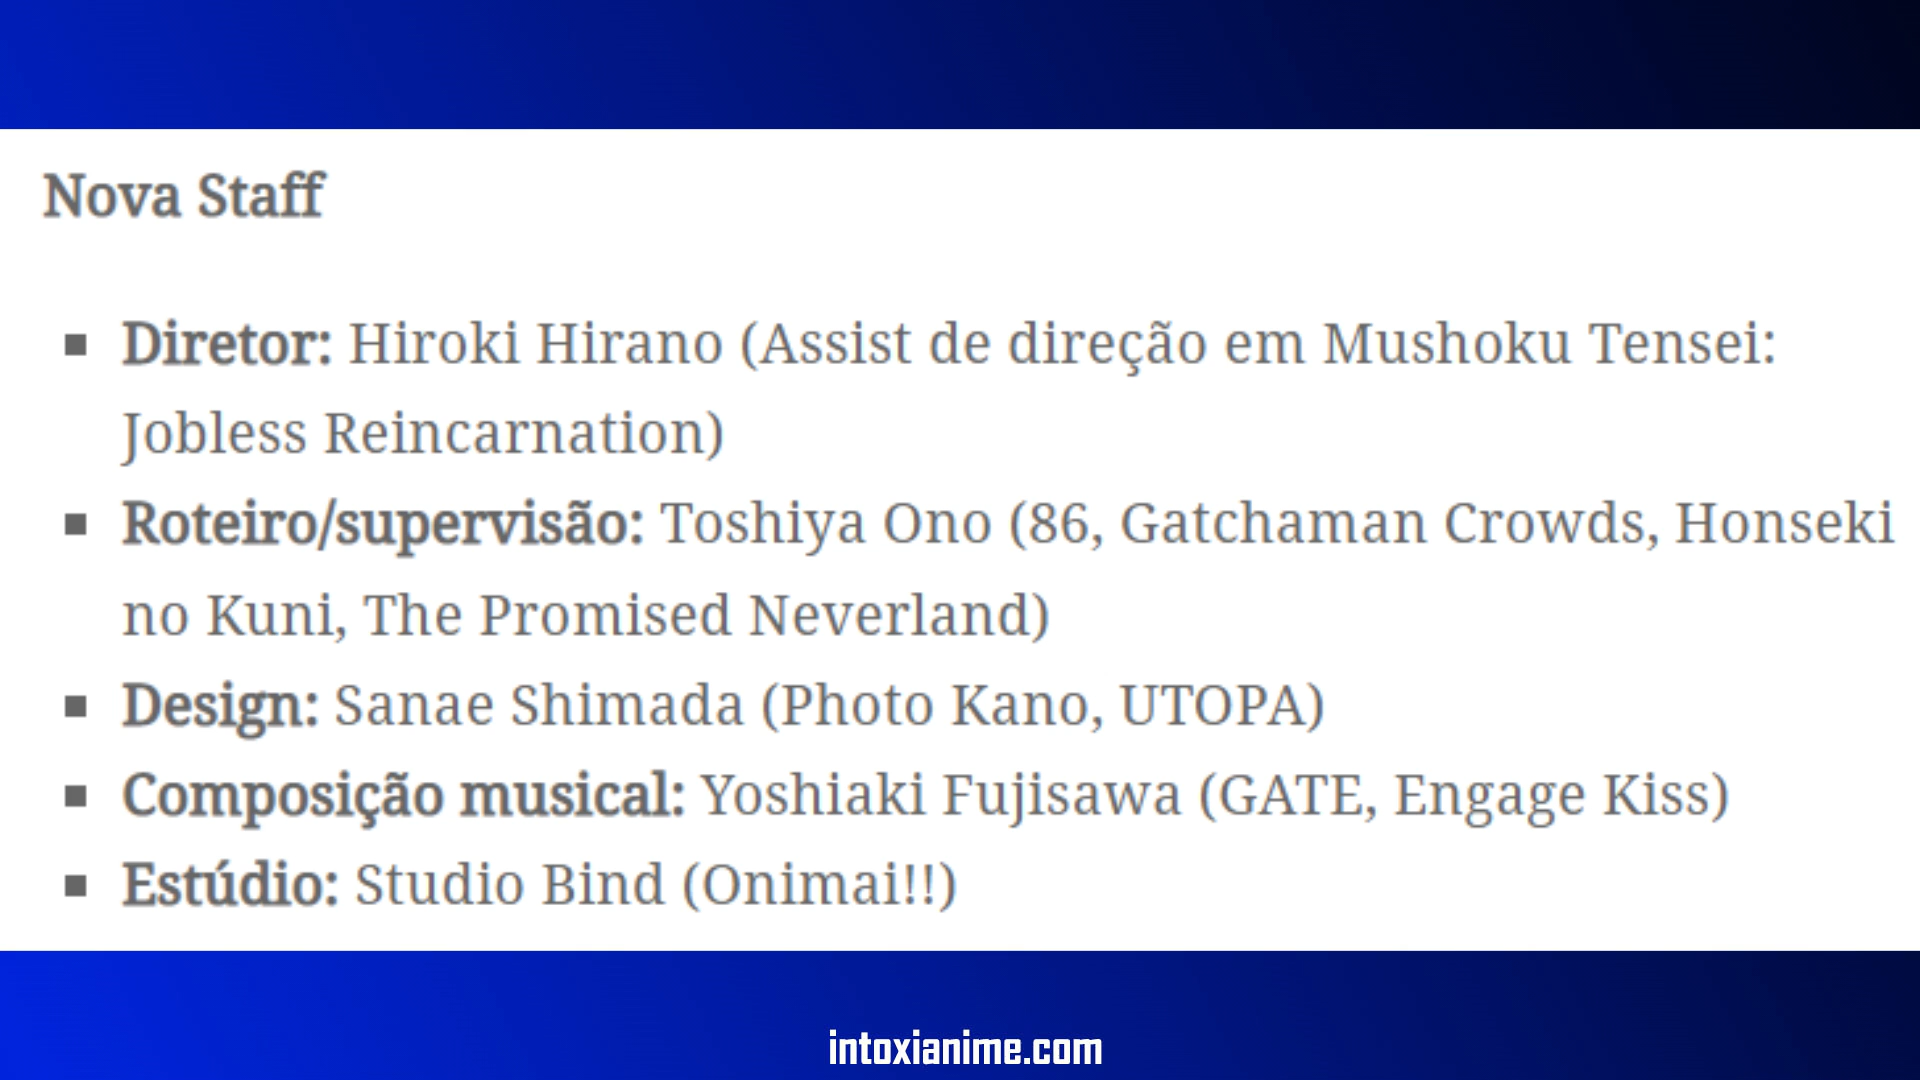 Nova Staff
Diretor: Hiroki Hirano (Assist de direção em Mushoku Tensei:
Jobless Reincarnation)
Roteiro/supervisão: Toshiya Ono (86, Gatchaman Crowds, Honseki
no Kuni, The Promised Neverland)
Design: Sanae Shimada (Photo Kano, UTOPA)
Composição musical: Yoshiaki Fujisawa (GATE, Engage Kiss)
Estúdio: Studio Bind (Onimai!!)
intoxianime.com